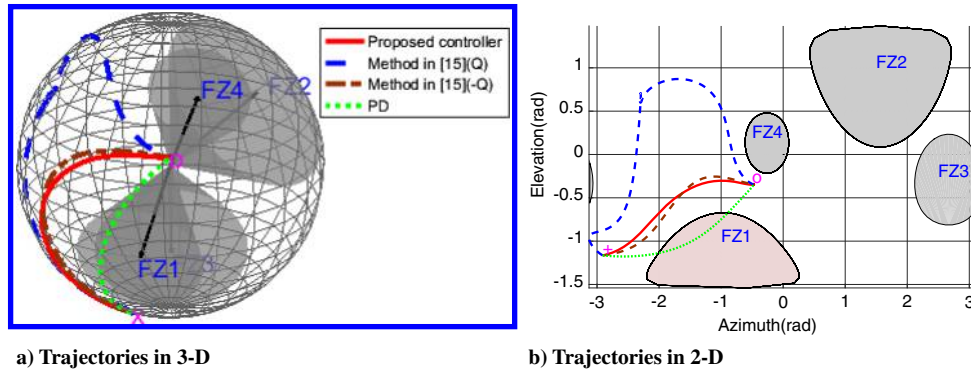 Proposed controller
Method in [15](Q)
Method in [15](-Q)
PD
FZ4
FZ2
FZ1
FZ3
O
X
a) Trajectories in 3-D
Elevation(rad)
0.5
0
-0.5
-1
-1.5
FZ2
FZ4
FZ3
FZ1
O
+
-3
-2
-1
0
1
2
3
Azimuth(rad)
b) Trajectories in 2-D